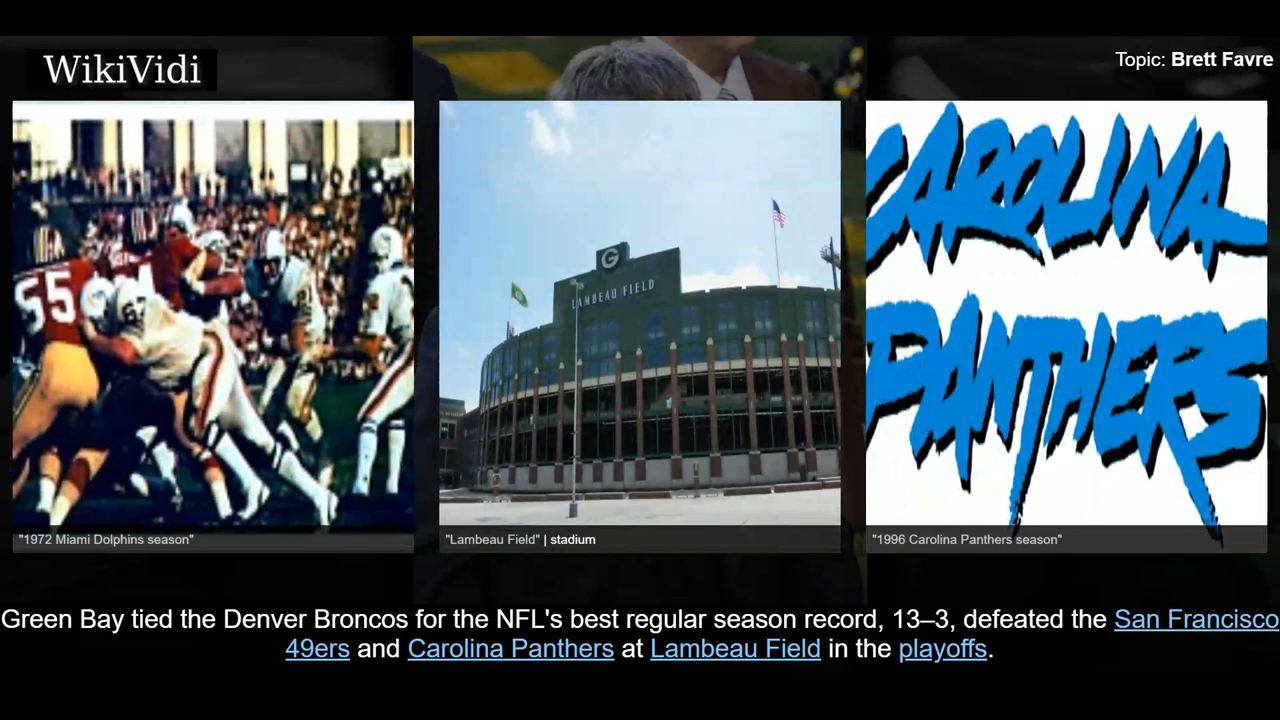 WikiVidi
Topic: Brett Favre
55
67
G
LAMBEAU FIELD
CAROLINA
PANTHERS
"1972 Miami Dolphins season"
"Lambeau Field" | stadium
"1996 Carolina Panthers season"
Green Bay tied the Denver Broncos for the NFL's best regular season record, 13–3, defeated the San Francisco
49ers and Carolina Panthers at Lambeau Field in the playoffs.